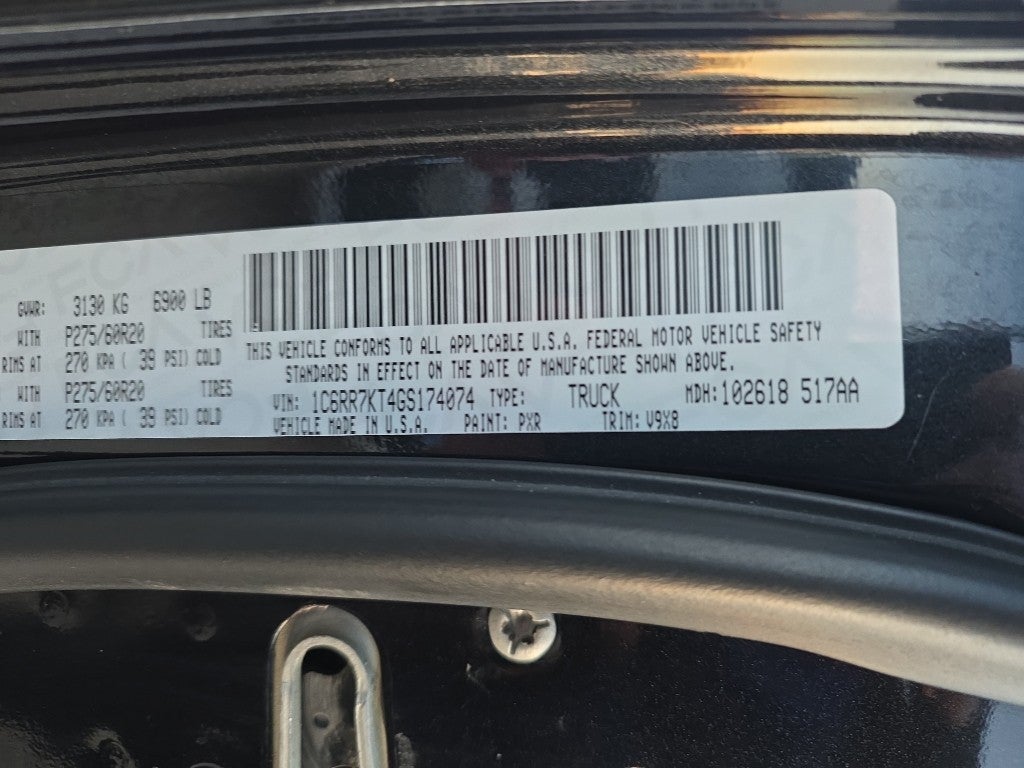 GVWR: 3130 KG 6900 LB
WITH P275/60R20 TIRES
RIMS AT 270 KPA ( 39 PSI) COLD
WITH P275/60R20 TIRES
RIMS AT 270 KPA ( 39 PSI) COLD
THIS VEHICLE CONFORMS TO ALL APPLICABLE U.S.A. FEDERAL MOTOR VEHICLE SAFETY
STANDARDS IN EFFECT ON THE DATE OF MANUFACTURE SHOWN ABOVE.
VIN: 1C6RR7KT4GS174074 TYPE: TRUCK MDH:102618 517AA
VEHICLE MADE IN U.S.A. PAINT: PXR TRIM: V9X8